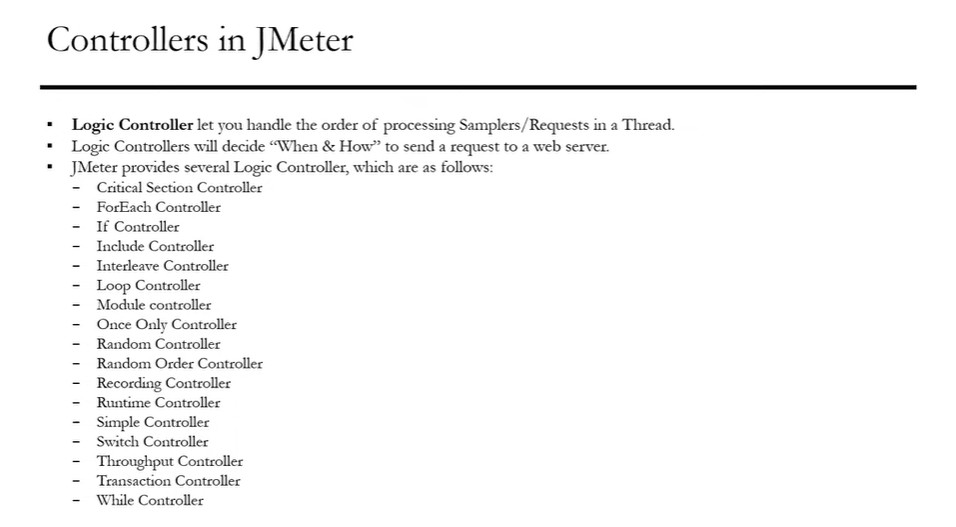 Controllers in JMeter
▪ Logic Controller let you handle the order of processing Samplers/Requests in a Thread.
▪ Logic Controllers will decide “When & How” to send a request to a web server.
▪ JMeter provides several Logic Controller, which are as follows:
– Critical Section Controller
– ForEach Controller
– If Controller
– Include Controller
– Interleave Controller
– Loop Controller
– Module controller
– Once Only Controller
– Random Controller
– Random Order Controller
– Recording Controller
– Runtime Controller
– Simple Controller
– Switch Controller
– Throughput Controller
– Transaction Controller
– While Controller